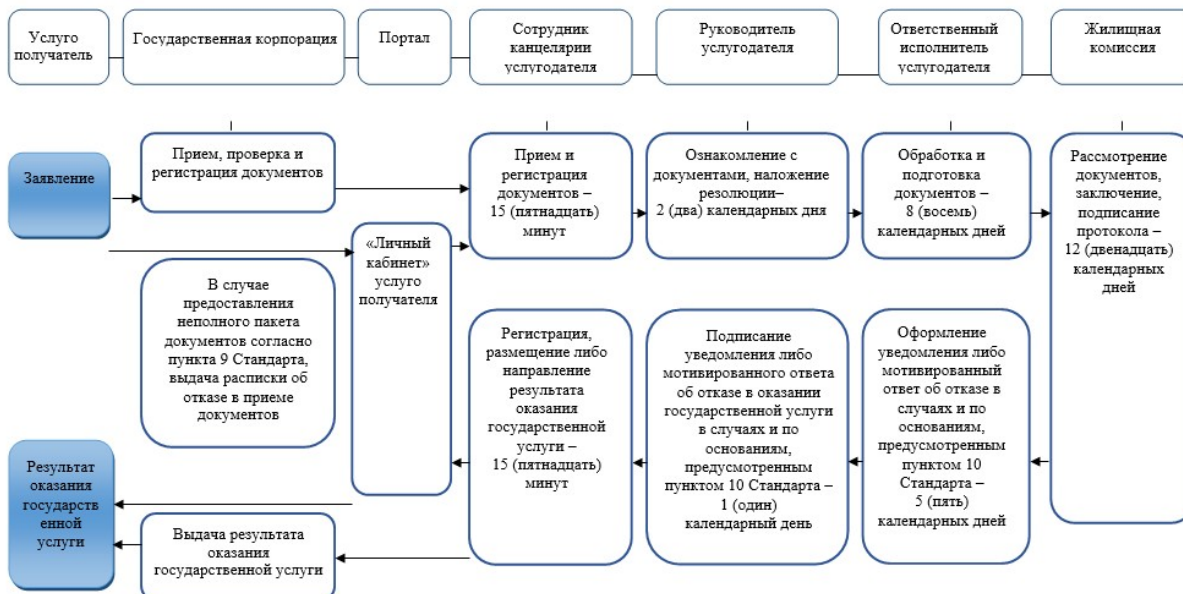 Услуго
получатель
Государственная корпорация
Портал
Сотрудник
канцелярии
услугодателя
Руководитель
услугодателя
Ответственный
исполнитель
услугодателя
Жилищная
комиссия
Заявление
Прием, проверка и
регистрация документов
«Личный
кабинет»
услуго
получателя
Прием и
регистрация
документов –
15 (пятнадцать)
минут
Ознакомление с
документами, наложение
резолюции–
2 (два) календарных дня
Обработка и
подготовка
документов –
8 (восемь)
календарных дней
Рассмотрение
документов,
заключение,
подписание
протокола –
12 (двенадцать)
календарных
дней
В случае
предоставления
неполного пакета
документов согласно
пункта 9 Стандарта,
выдача расписки об
отказе в приеме
документов
Регистрация,
размещение либо
направление
результата
оказания
государственной
услуги –
15 (пятнадцать)
минут
Подписание
уведомления либо
мотивированного ответа
об отказе в оказании
государственной услуги
в случаях и по
основаниям,
предусмотренным
пунктом 10 Стандарта –
1 (один)
календарный день
Оформление
уведомления либо
мотивированный
ответ об отказе в
случаях и по
основаниям,
предусмотренным
пунктом 10
Стандарта –
5 (пять)
календарных дней
Результат
оказания
государств
енной
услуги
Выдача результата
оказания
государственной услуги